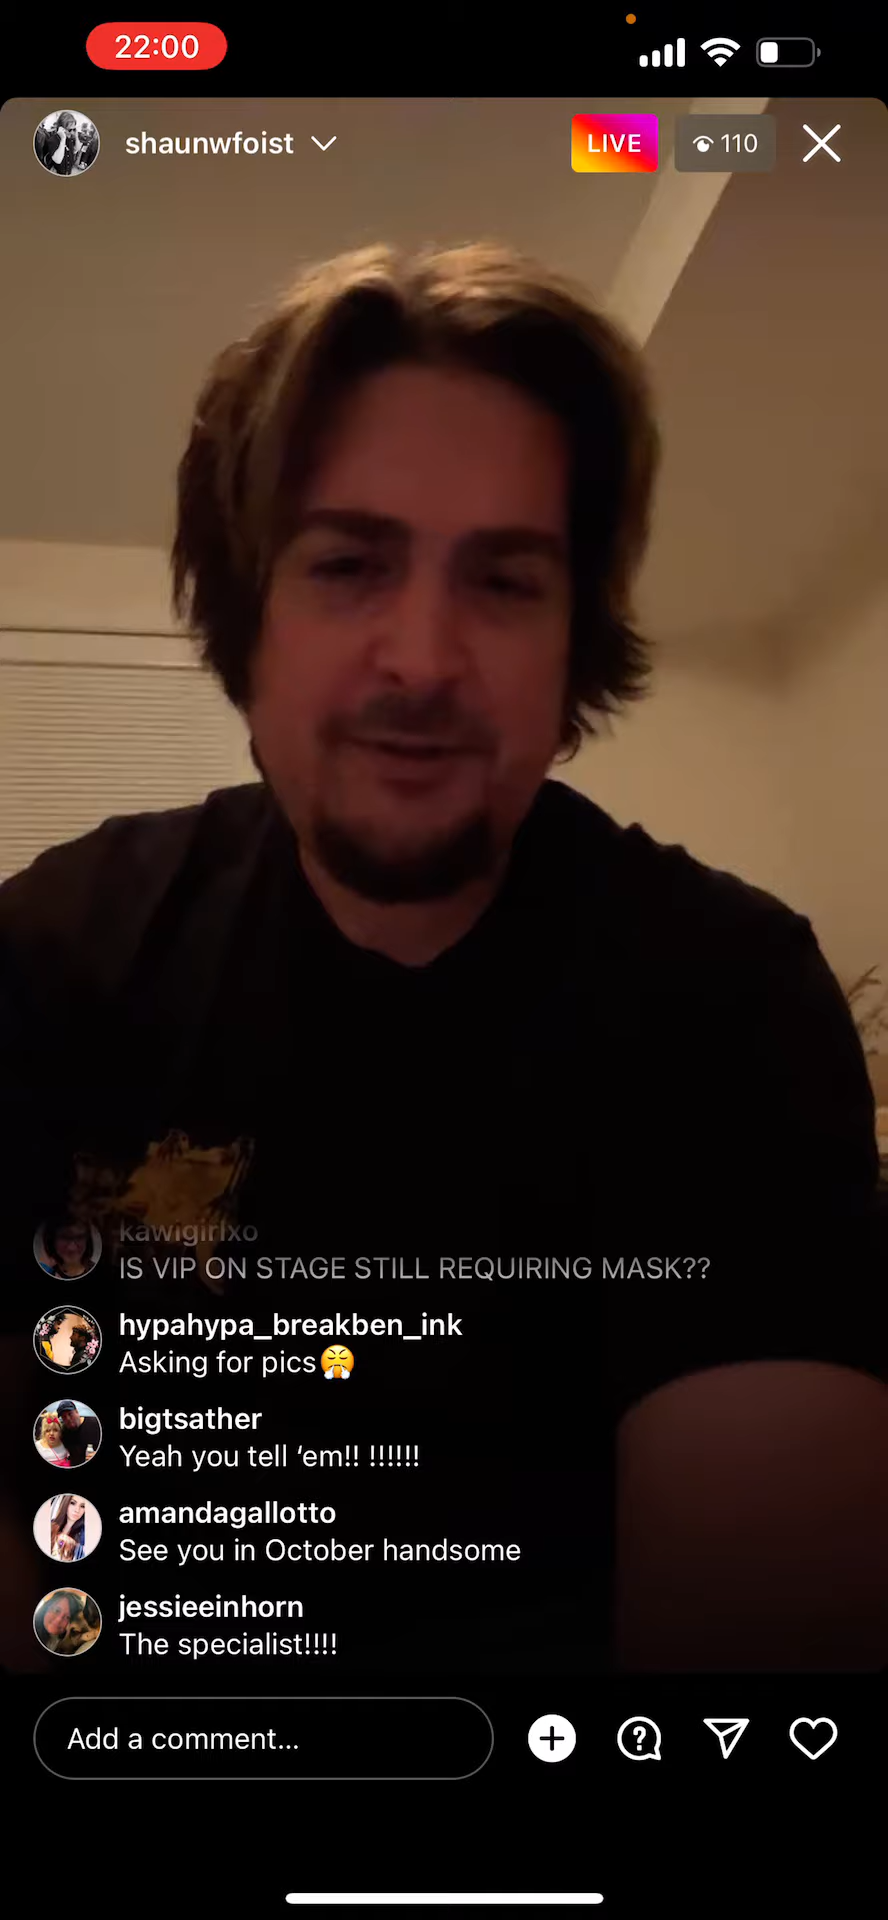 22:00
shaunwfoist
LIVE
110
kawigirlxo
IS VIP ON STAGE STILL REQUIRING MASK??
hypahypa_breakben_ink
Asking for pics😤
bigtsather
Yeah you tell ‘em!! !!!!!!
amandagallotto
See you in October handsome
jessieeinhorn
The specialist!!!!
Add a comment...